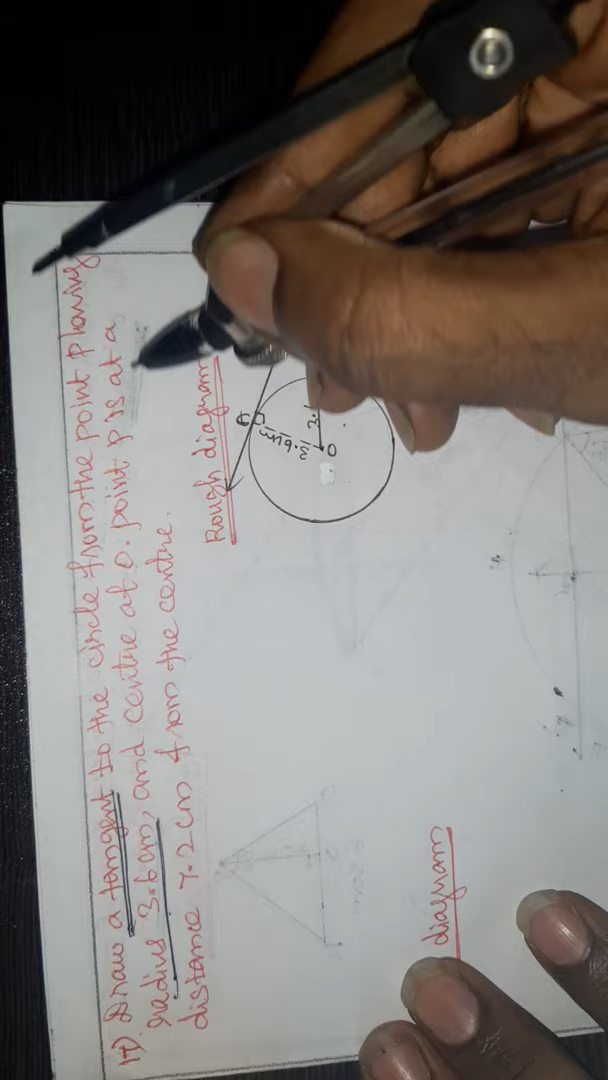 17). Draw a tangent to the circle from the point p having
radius 3.6cm, and centre at o. point p is at a
distance 7.2cm from the centre.
Rough diagram
A
3.6cm
O
diagram